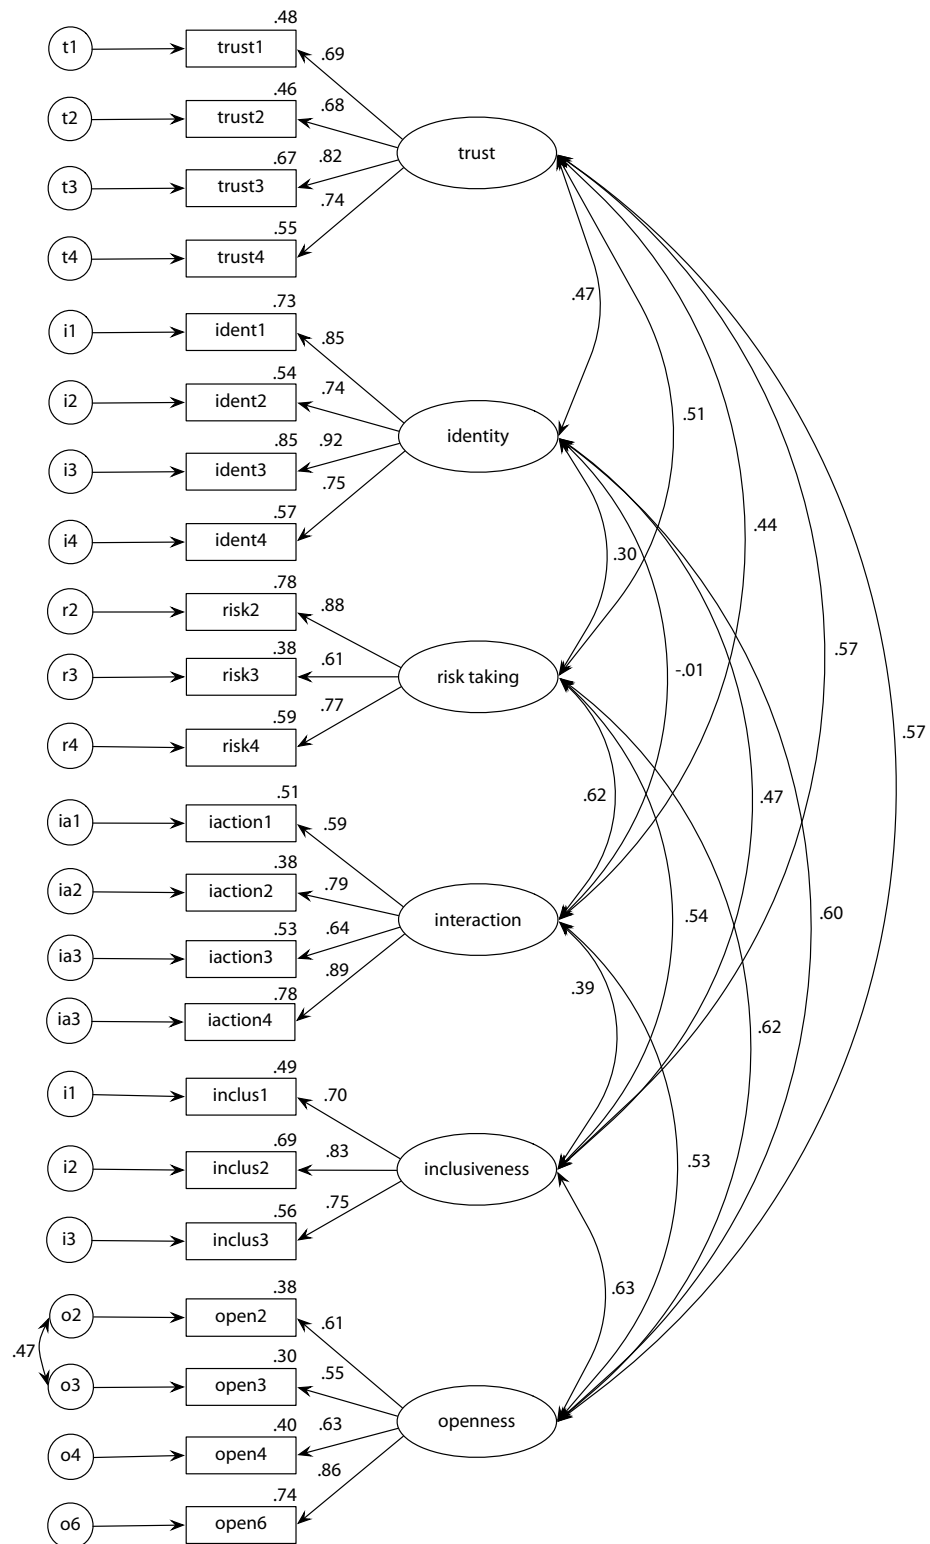 .48
t1 trust1 .69
.46
t2 trust2 .68
trust
.67 .82
t3 trust3
.74
.55
t4 trust4
.47
.73
i1 ident1 .85
.54
i2 ident2 .74
.51
identity
.85 .92
i3 ident3
.75
.57
i4 ident4
.44
.30
.78
r2 risk2 .88
.38
r3 risk3 .61
risk taking
-.01
.57
.77
.59
r4 risk4
.57
.51
.62
.47
ia1 iaction1 .59
.38
ia2 iaction2 .79
interaction
.54
.60
.53 .64
ia3 iaction3
.89
.39
.78
ia3 iaction4
.62
.49
i1 inclus1 .70
.69
i2 inclus2 .83
inclusiveness
.53
.75
.56
i3 inclus3
.63
.38
o2 open2 .61
.47
.30
o3 open3 .55
openness
.40 .63
o4 open4
.86
.74
o6 open6